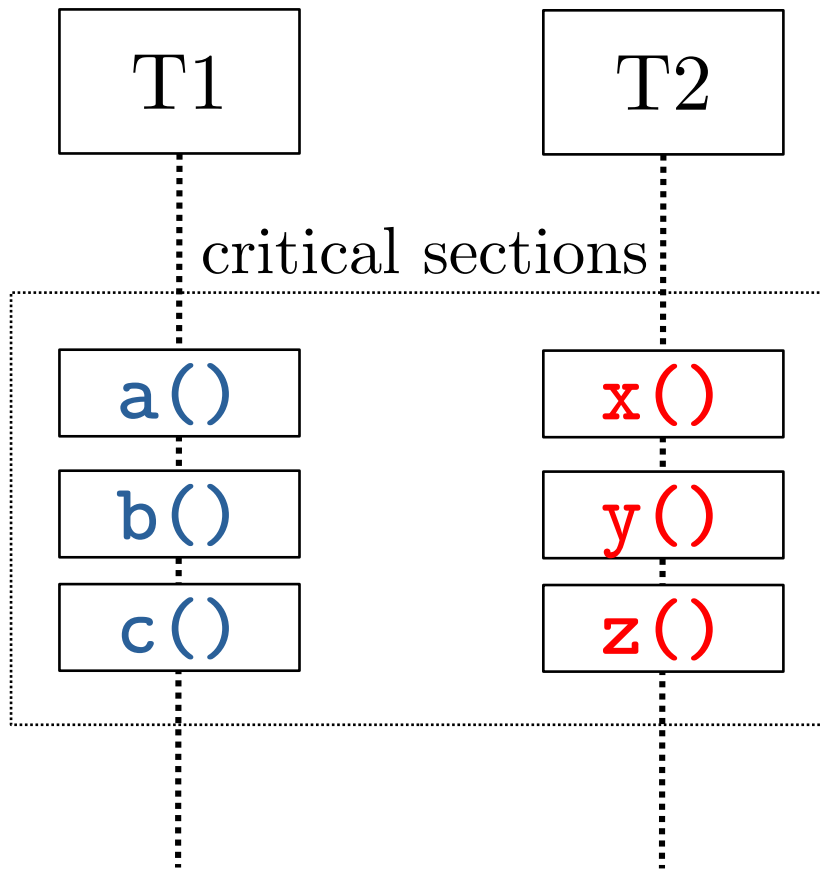 T1 T2
critical sections
a() x()
b() y()
c() z()